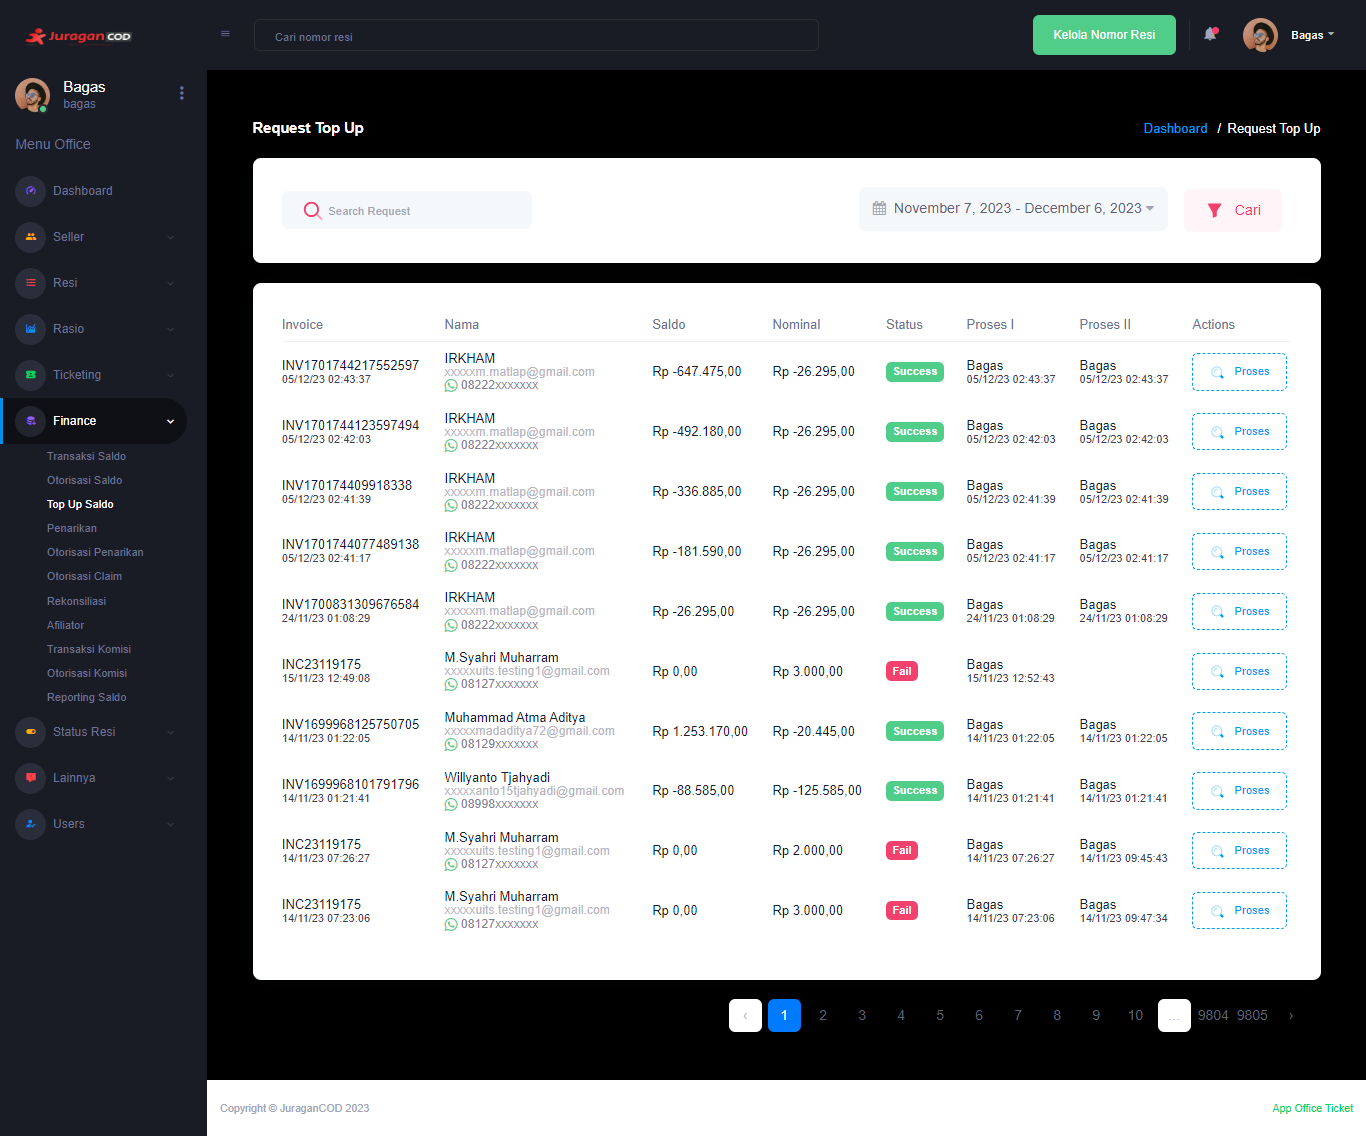 JuraganCOD
Cari nomor resi
Kelola Nomor Resi
Bagas
Bagas
bagas
Menu Office
Dashboard
Seller
Resi
Rasio
Ticketing
Finance
Transaksi Saldo
Otorisasi Saldo
Top Up Saldo
Penarikan
Otorisasi Penarikan
Otorisasi Claim
Rekonsiliasi
Afiliator
Transaksi Komisi
Otorisasi Komisi
Reporting Saldo
Status Resi
Lainnya
Users
Request Top Up
Dashboard / Request Top Up
Search Request
November 7, 2023 - December 6, 2023
Cari
Invoice Nama Saldo Nominal Status Proses I Proses II Actions
INV1701744217552597 IRKHAM Rp -647.475,00 Rp -26.295,00 Success Bagas Bagas Proses
05/12/23 02:43:37 xxxxxm.matlap@gmail.com 05/12/23 02:43:37 05/12/23 02:43:37
08222xxxxxxx
INV1701744123597494 IRKHAM Rp -492.180,00 Rp -26.295,00 Success Bagas Bagas Proses
05/12/23 02:42:03 xxxxxm.matlap@gmail.com 05/12/23 02:42:03 05/12/23 02:42:03
08222xxxxxxx
INV170174409918338 IRKHAM Rp -336.885,00 Rp -26.295,00 Success Bagas Bagas Proses
05/12/23 02:41:39 xxxxxm.matlap@gmail.com 05/12/23 02:41:39 05/12/23 02:41:39
08222xxxxxxx
INV1701744077489138 IRKHAM Rp -181.590,00 Rp -26.295,00 Success Bagas Bagas Proses
05/12/23 02:41:17 xxxxxm.matlap@gmail.com 05/12/23 02:41:17 05/12/23 02:41:17
08222xxxxxxx
INV1700831309676584 IRKHAM Rp -26.295,00 Rp -26.295,00 Success Bagas Bagas Proses
24/11/23 01:08:29 xxxxxm.matlap@gmail.com 24/11/23 01:08:29 24/11/23 01:08:29
08222xxxxxxx
INC23119175 M.Syahri Muharram Rp 0,00 Rp 3.000,00 Fail Bagas Proses
15/11/23 12:49:08 xxxxxuits.testing1@gmail.com 15/11/23 12:52:43
08127xxxxxxx
INV1699968125750705 Muhammad Atma Aditya Rp 1.253.170,00 Rp -20.445,00 Success Bagas Bagas Proses
14/11/23 01:22:05 xxxxxmadaditya72@gmail.com 14/11/23 01:22:05 14/11/23 01:22:05
08129xxxxxxx
INV1699968101791796 Willyanto Tjahyadi Rp -88.585,00 Rp -125.585,00 Success Bagas Bagas Proses
14/11/23 01:21:41 xxxxxanto15tjahyadi@gmail.com 14/11/23 01:21:41 14/11/23 01:21:41
08998xxxxxxx
INC23119175 M.Syahri Muharram Rp 0,00 Rp 2.000,00 Fail Bagas Bagas Proses
14/11/23 07:26:27 xxxxxuits.testing1@gmail.com 14/11/23 07:26:27 14/11/23 09:45:43
08127xxxxxxx
INC23119175 M.Syahri Muharram Rp 0,00 Rp 3.000,00 Fail Bagas Bagas Proses
14/11/23 07:23:06 xxxxxuits.testing1@gmail.com 14/11/23 07:23:06 14/11/23 09:47:34
08127xxxxxxx
‹ 1 2 3 4 5 6 7 8 9 10 ... 9804 9805 ›
Copyright © JuraganCOD 2023
App Office Ticket